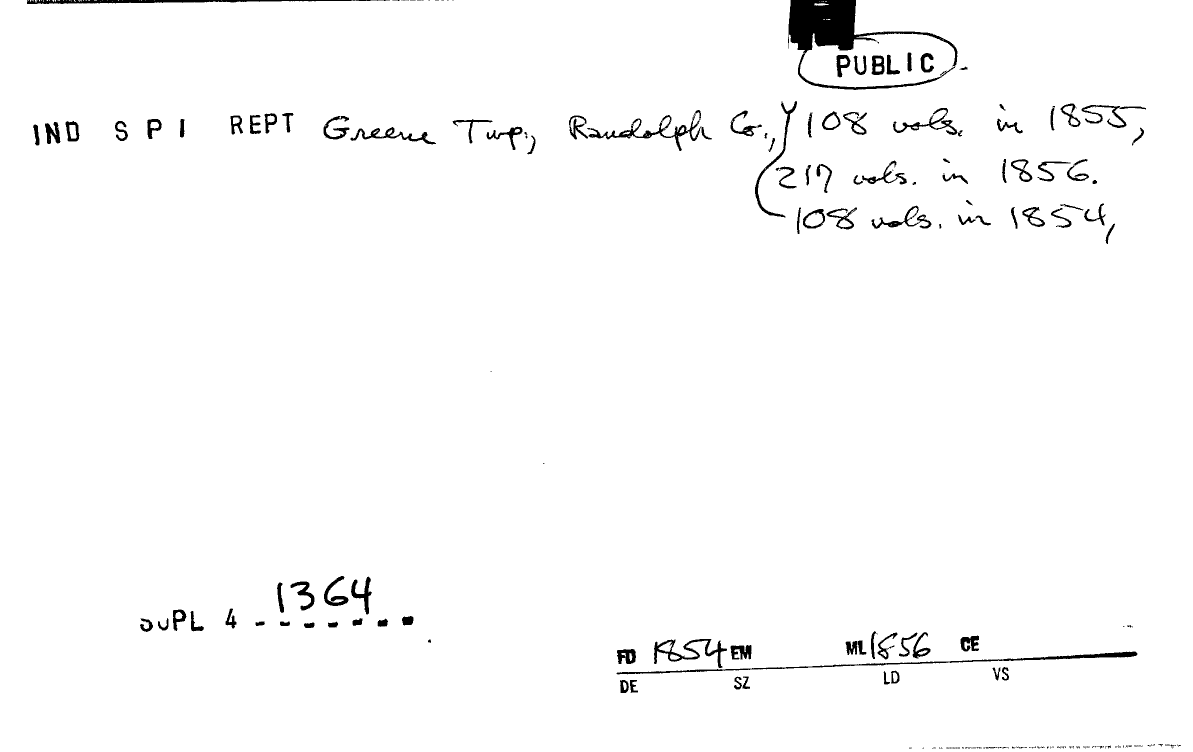 PUBLIC
IND S P I REPT Greene Twp., Randolph Co., 108 vols. in 1855,
217 vols. in 1856.
108 vols. in 1854,
1364
SUPL 4 -------
FD 1854 EM ML 1856 CE
DE SZ LD VS